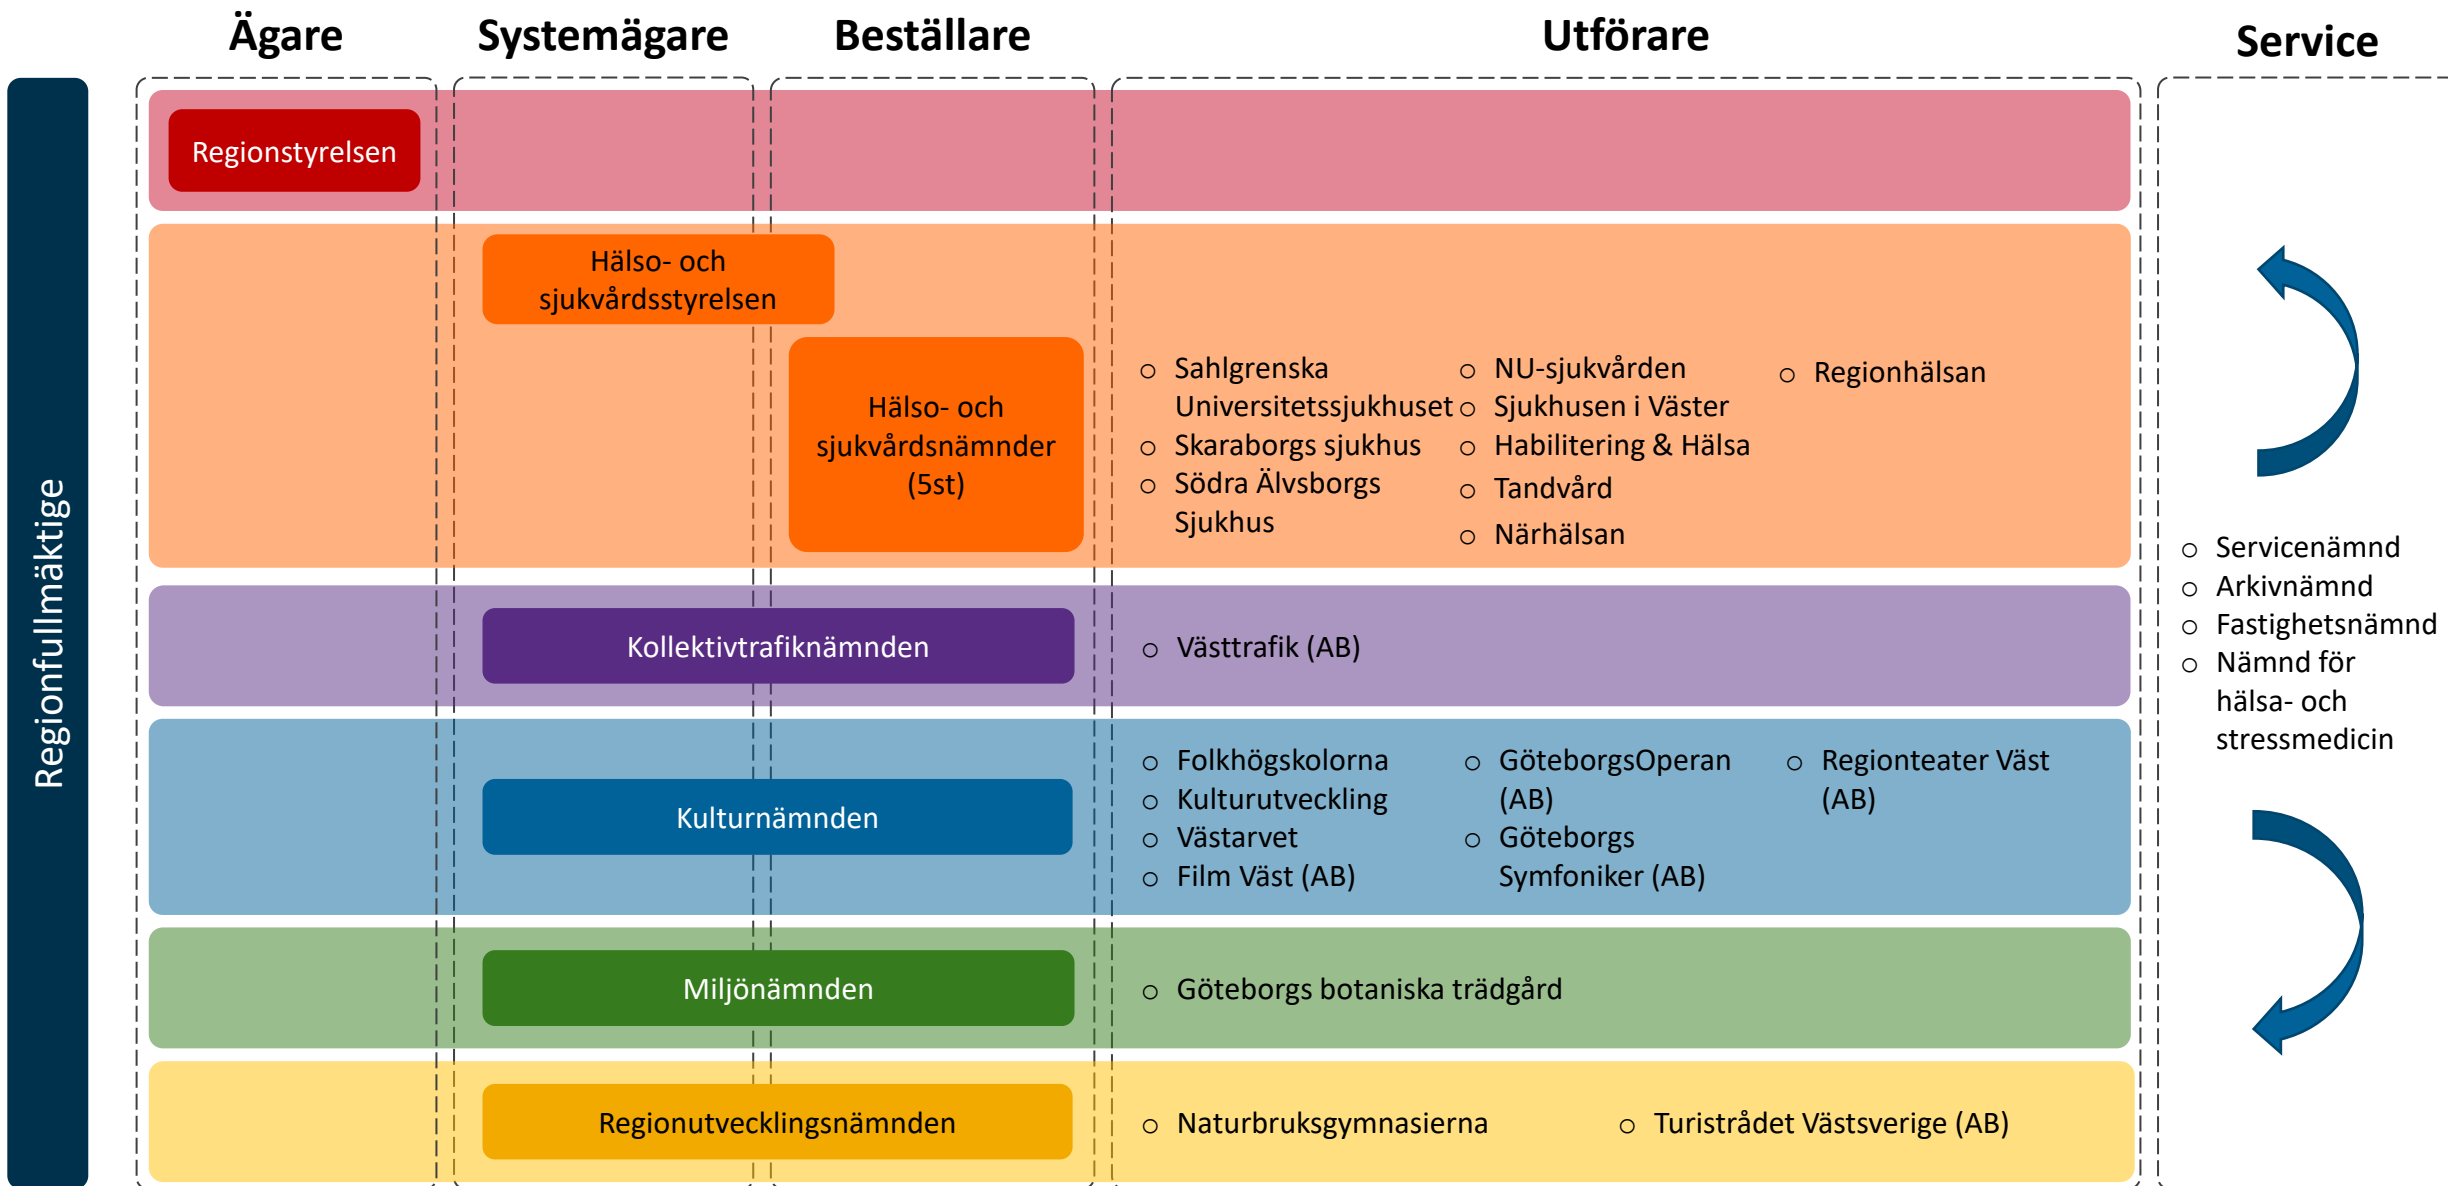 Ägare
Systemägare
Beställare
Utförare
Service
Regionfullmäktige
Regionstyrelsen
Hälso- och
sjukvårdsstyrelsen
Hälso- och
sjukvårdsnämnder
(5st)
○ Sahlgrenska
Universitetssjukhuset
○ Skaraborgs sjukhus
○ Södra Älvsborgs
Sjukhus
○ NU-sjukvården
○ Sjukhusen i Väster
○ Habilitering & Hälsa
○ Tandvård
○ Närhälsan
○ Regionhälsan
Kollektivtrafiknämnden
○ Västtrafik (AB)
Kulturnämnden
○ Folkhögskolorna
○ Kulturutveckling
○ Västarvet
○ Film Väst (AB)
○ GöteborgsOperan
(AB)
○ Göteborgs
Symfoniker (AB)
○ Regionteater Väst
(AB)
Miljönämnden
○ Göteborgs botaniska trädgård
Regionutvecklingsnämnden
○ Naturbruksgymnasierna
○ Turistrådet Västsverige (AB)
○ Servicenämnd
○ Arkivnämnd
○ Fastighetsnämnd
○ Nämnd för
hälsa- och
stressmedicin